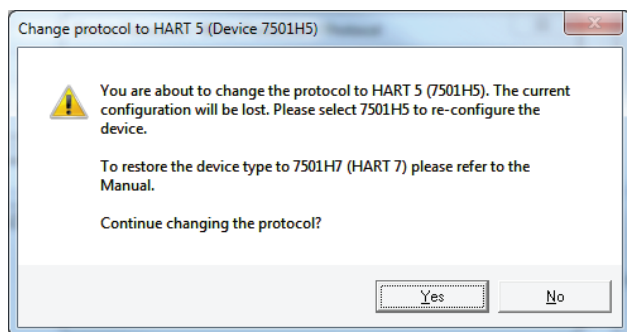 Change protocol to HART 5 (Device 7501H5)
You are about to change the protocol to HART 5 (7501H5). The current
configuration will be lost. Please select 7501H5 to re-configure the
device.
To restore the device type to 7501H7 (HART 7) please refer to the
Manual.
Continue changing the protocol?
Yes
No